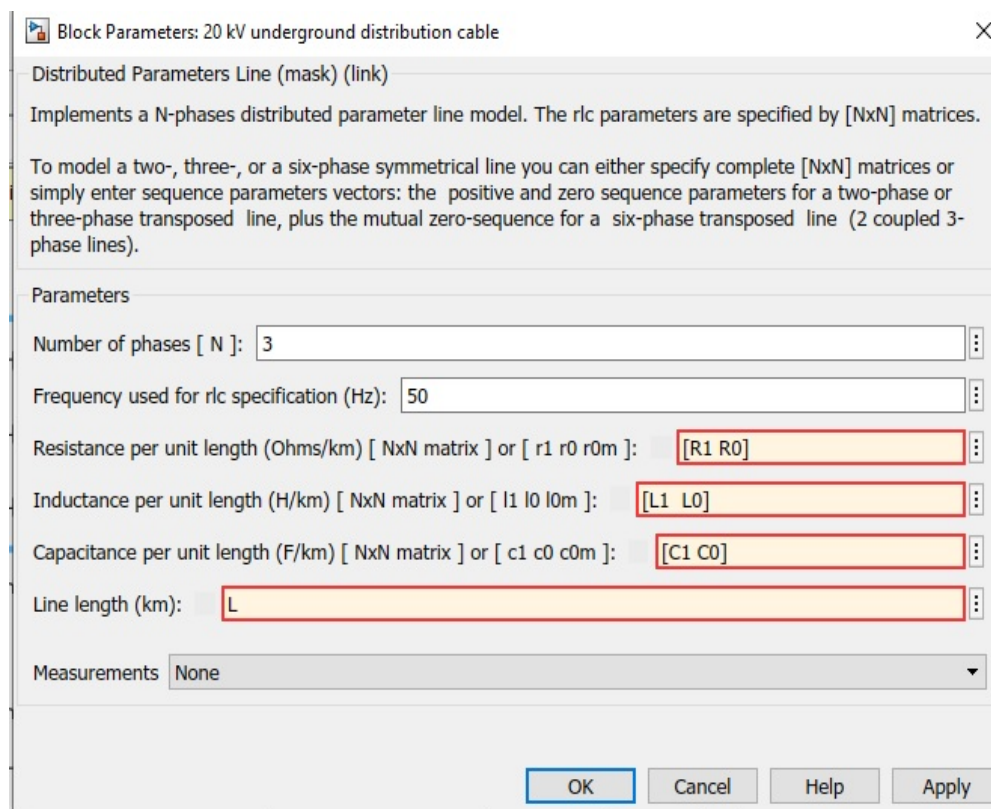 Block Parameters: 20 kV underground distribution cable
Distributed Parameters Line (mask) (link)
Implements a N-phases distributed parameter line model. The rlc parameters are specified by [NxN] matrices.
To model a two-, three-, or a six-phase symmetrical line you can either specify complete [NxN] matrices or
simply enter sequence parameters vectors: the positive and zero sequence parameters for a two-phase or
three-phase transposed line, plus the mutual zero-sequence for a six-phase transposed line (2 coupled 3-
phase lines).
Parameters
Number of phases [ N ]: 3
Frequency used for rlc specification (Hz): 50
Resistance per unit length (Ohms/km) [ NxN matrix ] or [ r1 r0 r0m ]: [R1 R0]
Inductance per unit length (H/km) [ NxN matrix ] or [ l1 l0 l0m ]: [L1 L0]
Capacitance per unit length (F/km) [ NxN matrix ] or [ c1 c0 c0m ]: [C1 C0]
Line length (km): L
Measurements None
OK Cancel Help Apply